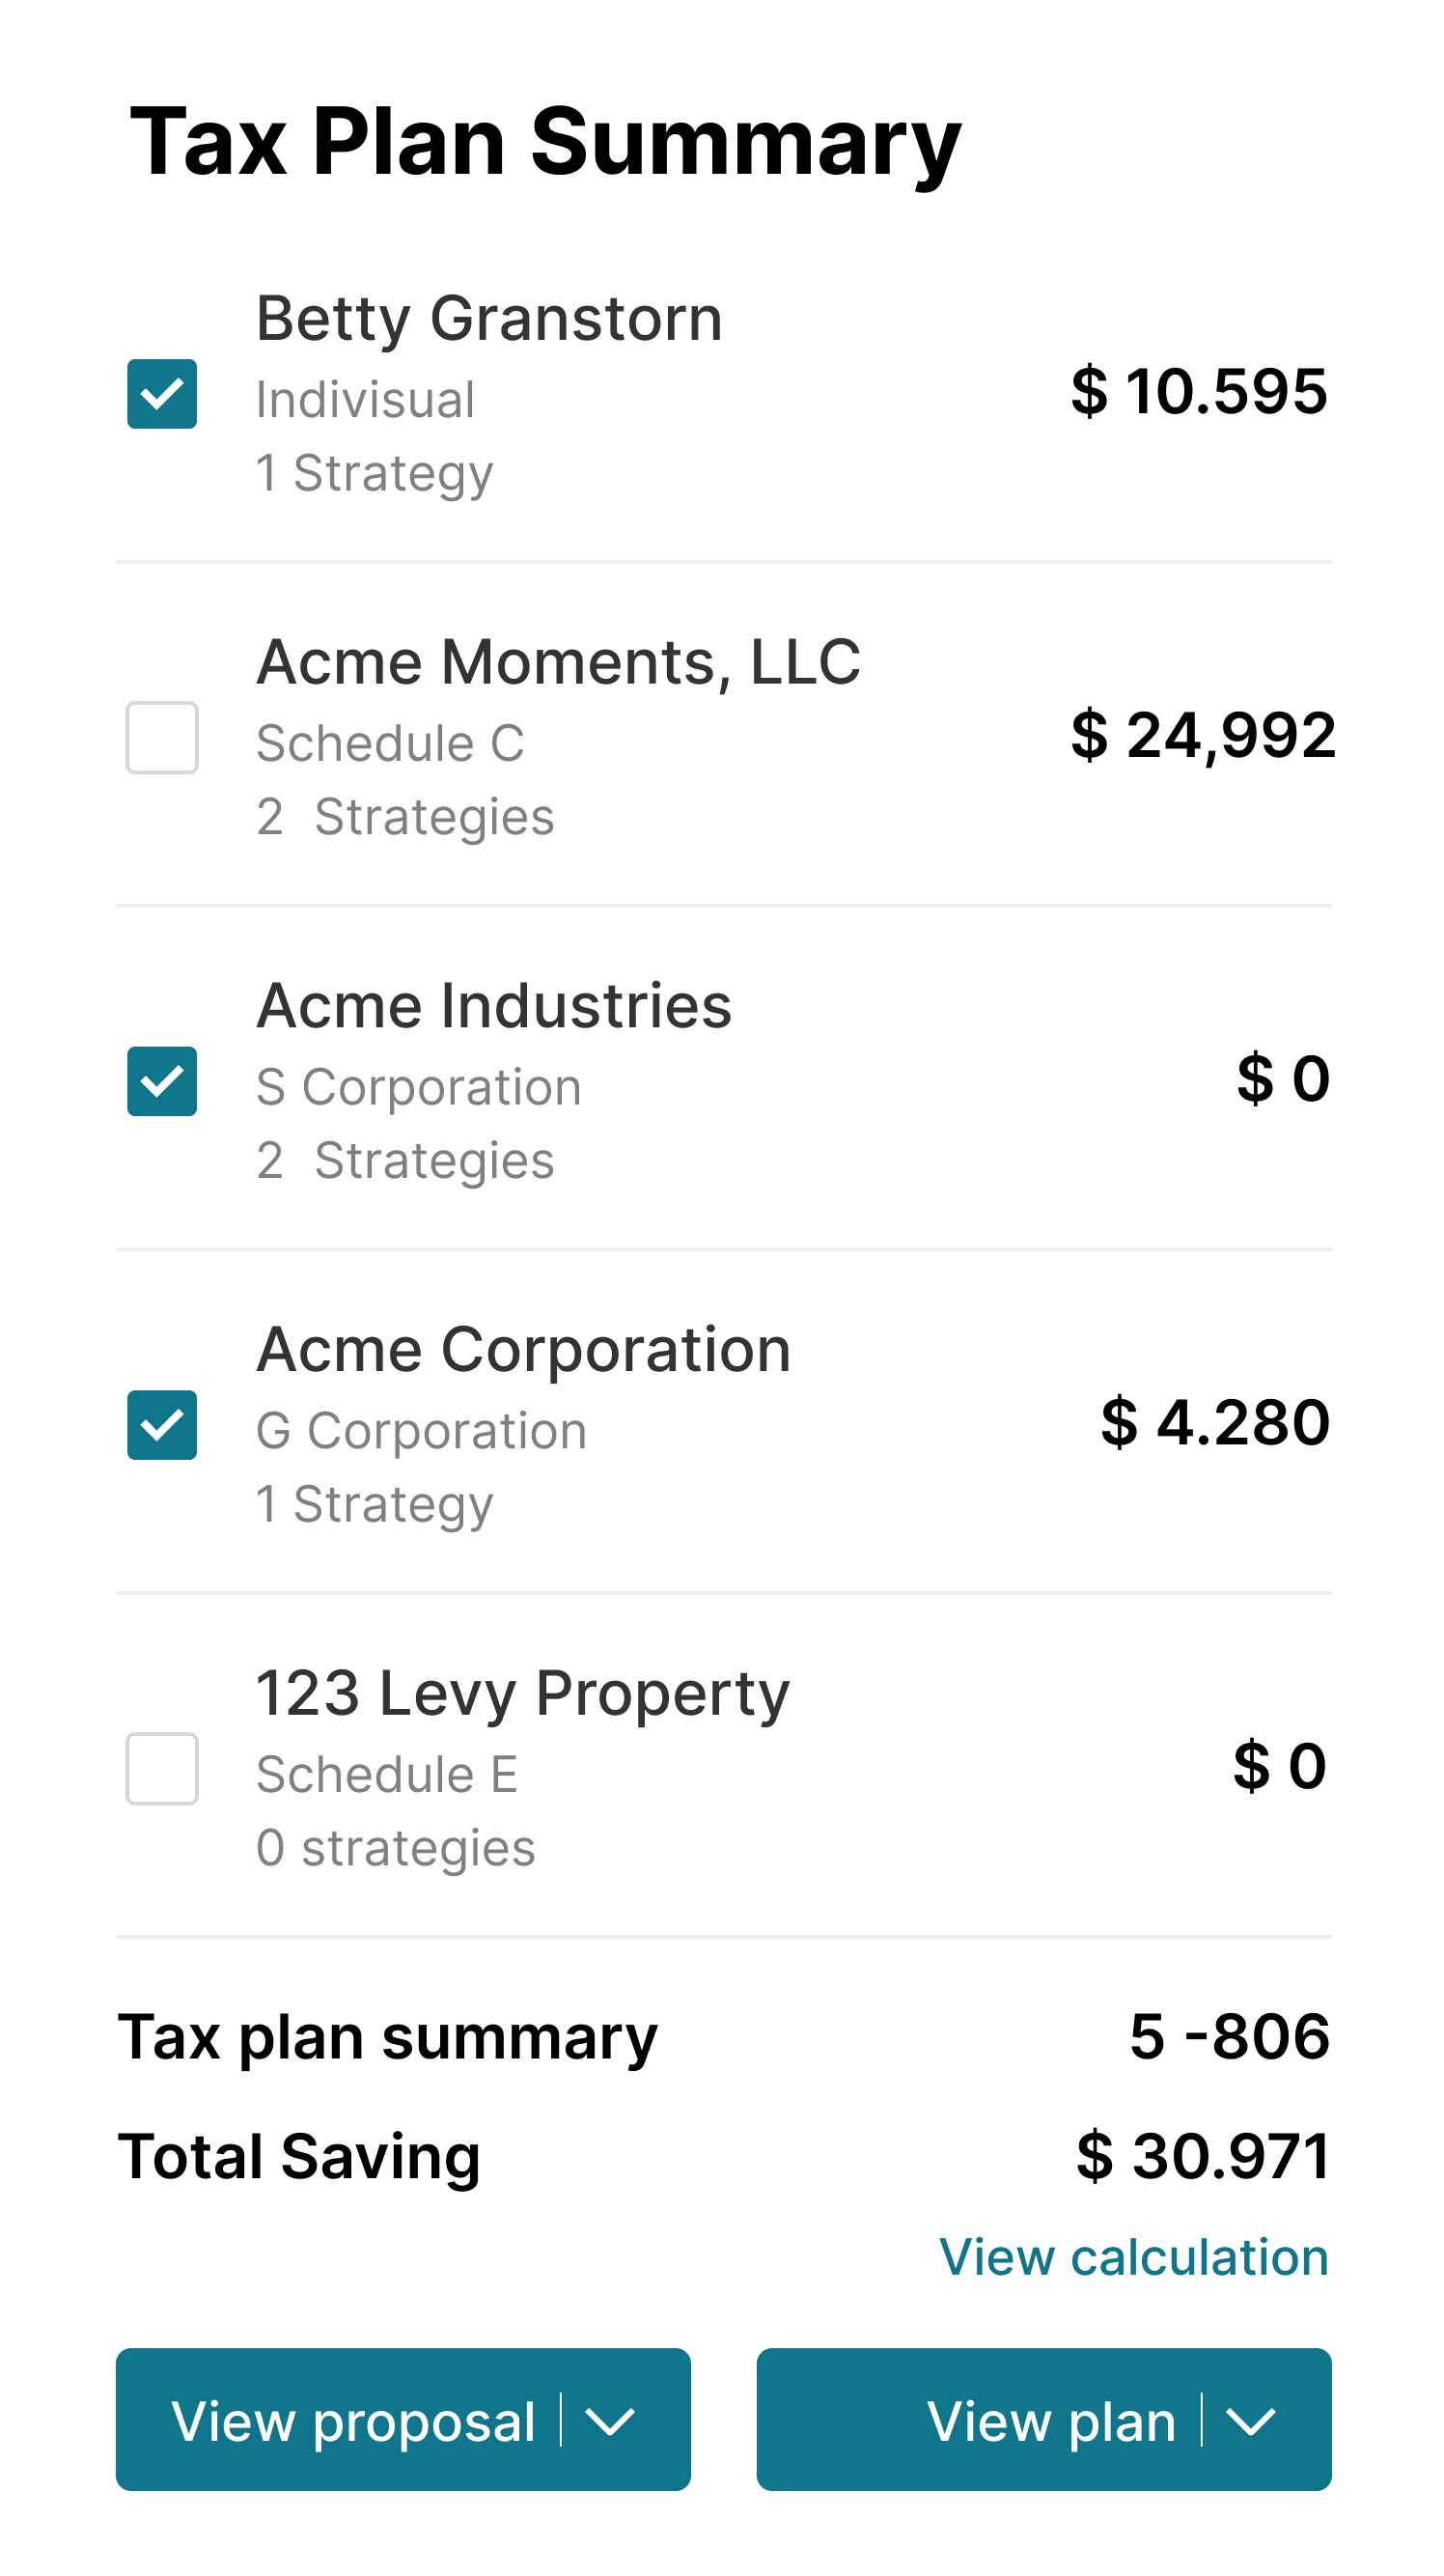 Tax Plan Summary
Betty Granstorn
Indivisual
1 Strategy
$ 10.595
Acme Moments, LLC
Schedule C
2  Strategies
$ 24,992
Acme Industries
S Corporation
2  Strategies
$ 0
Acme Corporation
G Corporation
1 Strategy
$ 4.280
123 Levy Property
Schedule E
0 strategies
$ 0
Tax plan summary 5 -806
Total Saving $ 30.971
View calculation
View proposal
View plan